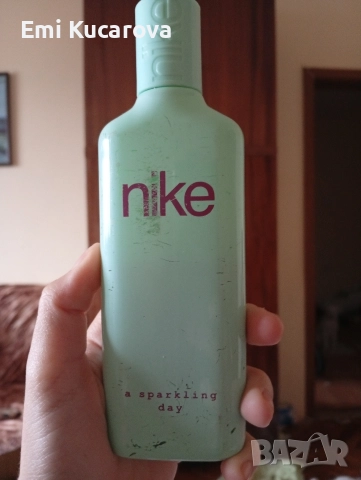 Emi Kucarova
nike
a sparkling
day
BAZAR